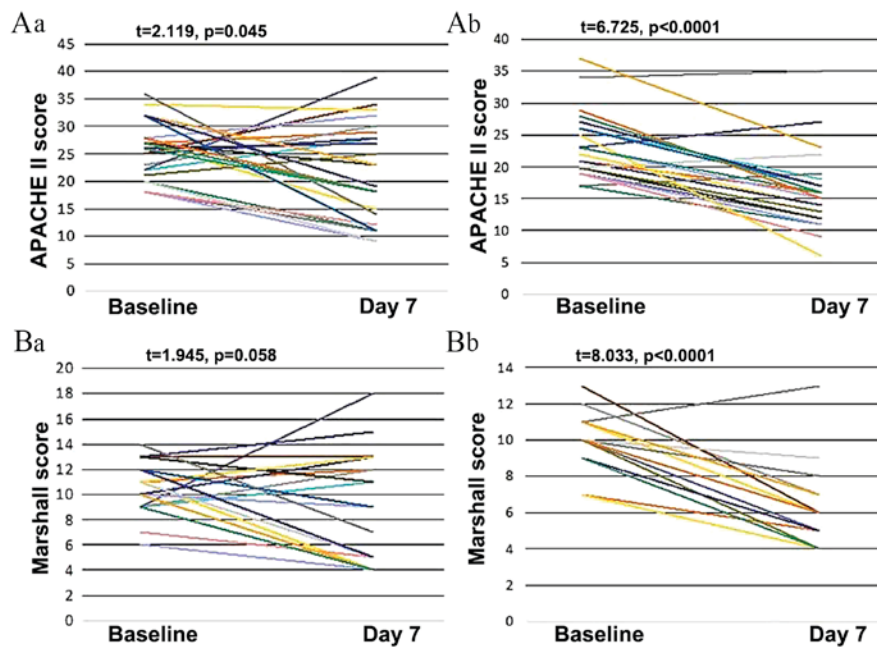 Aa
t=2.119, p=0.045
APACHE II score
45
40
35
30
25
20
15
10
5
0
Baseline
Day 7
Ab
t=6.725, p<0.0001
APACHE II score
40
35
30
25
20
15
10
5
0
Baseline
Day 7
Ba
t=1.945, p=0.058
Marshall score
20
18
16
14
12
10
8
6
4
2
0
Baseline
Day 7
Bb
t=8.033, p<0.0001
Marshall score
14
12
10
8
6
4
2
0
Baseline
Day 7